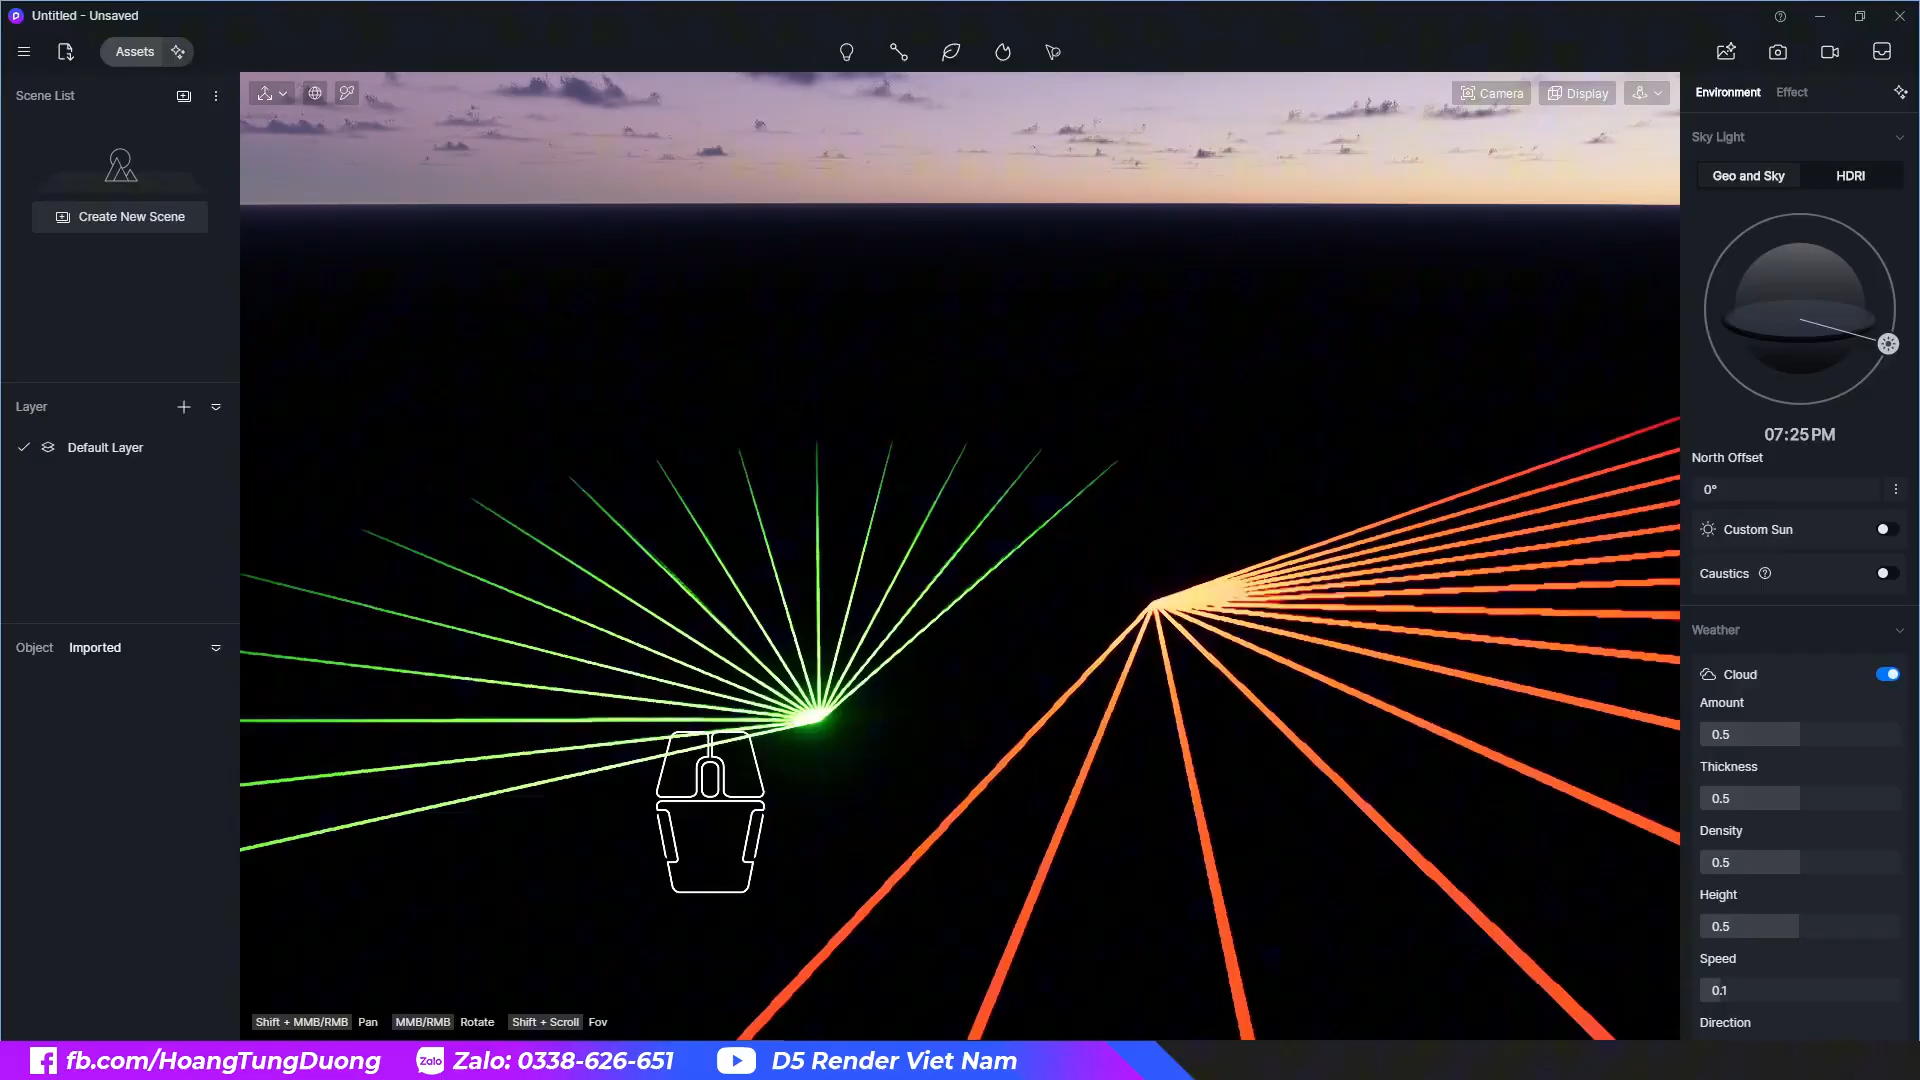 Untitled - Unsaved
Assets
Scene List
Create New Scene
Layer
Default Layer
Object Imported
Camera
Display
Shift + MMB/RMB Pan MMB/RMB Rotate Shift + Scroll Fov
Environment Effect
Sky Light
Geo and Sky HDRI
07:25PM
North Offset
0°
Custom Sun
Caustics
Weather
Cloud
Amount
0.5
Thickness
0.5
Density
0.5
Height
0.5
Speed
0.1
Direction
fb.com/HoangTungDuong Zalo Zalo: 0338-626-651 D5 Render Viet Nam